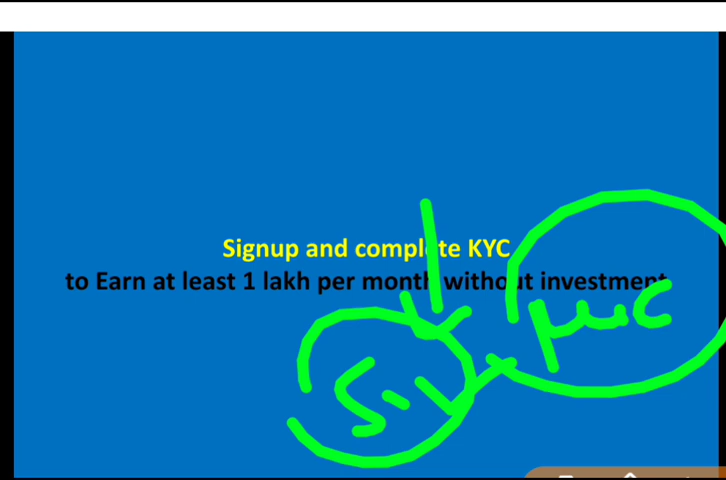 Signup and complete KYC
to Earn at least 1 lakh per month without investment